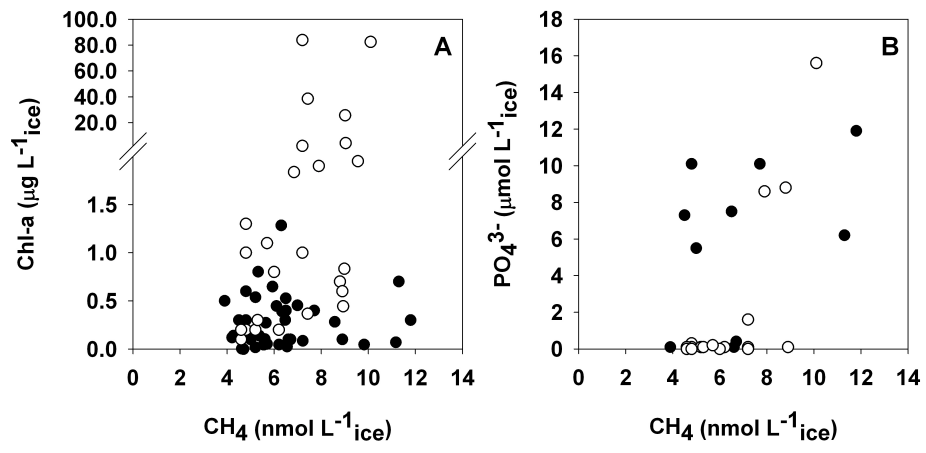 100.0
80.0
60.0
40.0
20.0
1.5
1.0
0.5
0.0
0 2 4 6 8 10 12 14
Chl-a (μg L⁻¹ice)
CH₄ (nmol L⁻¹ice)
A
18
16
14
12
10
8
6
4
2
0
0 2 4 6 8 10 12 14
PO₄³⁻ (μmol L⁻¹ice)
CH₄ (nmol L⁻¹ice)
B